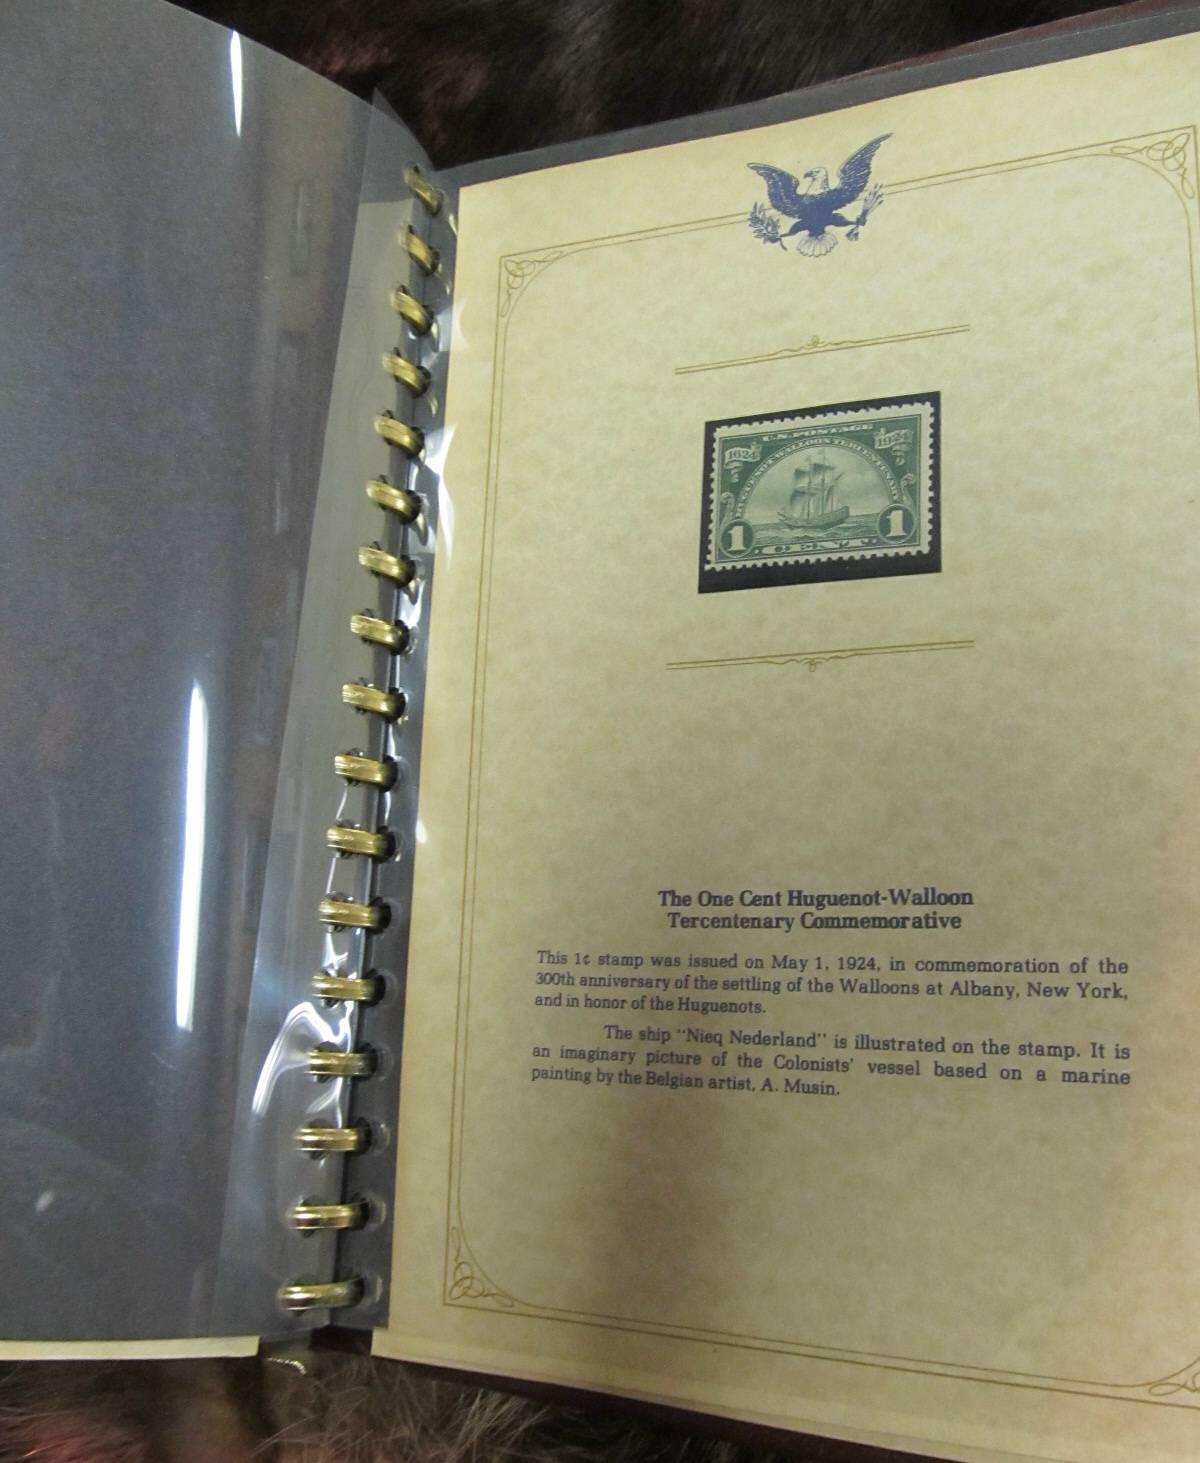 U.S. POSTAGE
1624 1924
HUGUENOT-WALLOON TERCENTENARY
1 1
CENT
The One Cent Huguenot-Walloon
Tercentenary Commemorative
This 1¢ stamp was issued on May 1, 1924, in commemoration of the
300th anniversary of the settling of the Walloons at Albany, New York,
and in honor of the Huguenots.
The ship "Nieq Nederland" is illustrated on the stamp. It is
an imaginary picture of the Colonists' vessel based on a marine
painting by the Belgian artist, A. Musin.